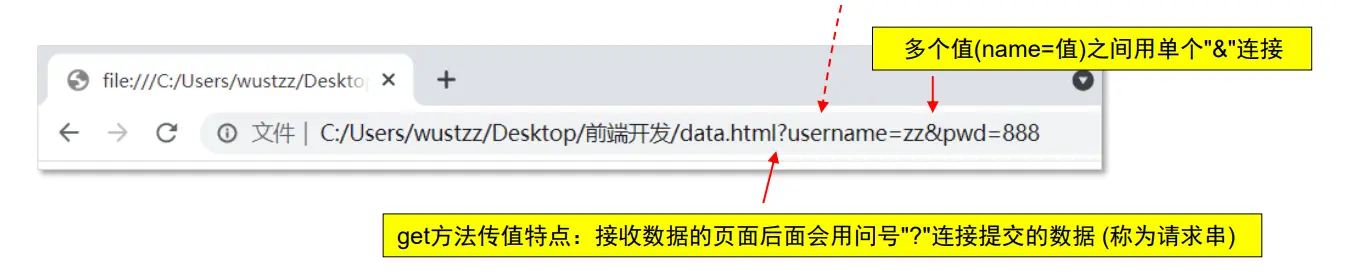 多个值(name=值)之间用单个"&"连接
file:///C:/Users/wustzz/Deskto
文件 | C:/Users/wustzz/Desktop/前端开发/data.html?username=zz&pwd=888
get方法传值特点：接收数据的页面后面会用问号"?"连接提交的数据 (称为请求串)